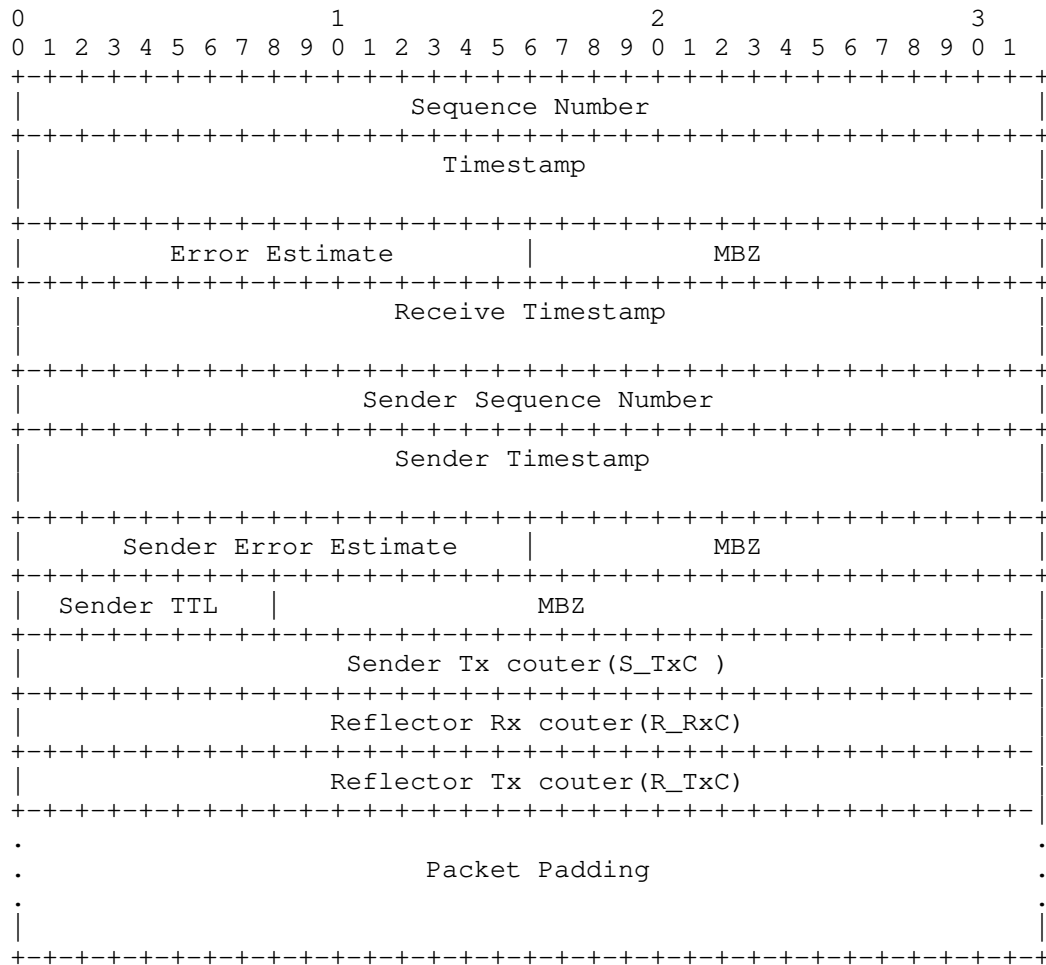 0                   1                   2                   3
0 1 2 3 4 5 6 7 8 9 0 1 2 3 4 5 6 7 8 9 0 1 2 3 4 5 6 7 8 9 0 1
+-+-+-+-+-+-+-+-+-+-+-+-+-+-+-+-+-+-+-+-+-+-+-+-+-+-+-+-+-+-+-+-+
|                        Sequence Number                        |
+-+-+-+-+-+-+-+-+-+-+-+-+-+-+-+-+-+-+-+-+-+-+-+-+-+-+-+-+-+-+-+-+
|                          Timestamp                            |
|                                                               |
+-+-+-+-+-+-+-+-+-+-+-+-+-+-+-+-+-+-+-+-+-+-+-+-+-+-+-+-+-+-+-+-+
|         Error Estimate        |           MBZ                 |
+-+-+-+-+-+-+-+-+-+-+-+-+-+-+-+-+-+-+-+-+-+-+-+-+-+-+-+-+-+-+-+-+
|                       Receive Timestamp                       |
|                                                               |
+-+-+-+-+-+-+-+-+-+-+-+-+-+-+-+-+-+-+-+-+-+-+-+-+-+-+-+-+-+-+-+-+
|                     Sender Sequence Number                    |
+-+-+-+-+-+-+-+-+-+-+-+-+-+-+-+-+-+-+-+-+-+-+-+-+-+-+-+-+-+-+-+-+
|                       Sender Timestamp                        |
|                                                               |
+-+-+-+-+-+-+-+-+-+-+-+-+-+-+-+-+-+-+-+-+-+-+-+-+-+-+-+-+-+-+-+-+
|      Sender Error Estimate    |           MBZ                 |
+-+-+-+-+-+-+-+-+-+-+-+-+-+-+-+-+-+-+-+-+-+-+-+-+-+-+-+-+-+-+-+-+
|  Sender TTL   |                MBZ                            |
+-+-+-+-+-+-+-+-+-+-+-+-+-+-+-+-+-+-+-+-+-+-+-+-+-+-+-+-+-+-+-+-|
|                    Sender Tx couter(S_TxC )                   |
+-+-+-+-+-+-+-+-+-+-+-+-+-+-+-+-+-+-+-+-+-+-+-+-+-+-+-+-+-+-+-+-|
|                   Reflector Rx couter(R_RxC)                  |
+-+-+-+-+-+-+-+-+-+-+-+-+-+-+-+-+-+-+-+-+-+-+-+-+-+-+-+-+-+-+-+-|
|                   Reflector Tx couter(R_TxC)                  |
+-+-+-+-+-+-+-+-+-+-+-+-+-+-+-+-+-+-+-+-+-+-+-+-+-+-+-+-+-+-+-+-|
.                                                               .
.                         Packet Padding                        .
.                                                               .
|                                                               |
+-+-+-+-+-+-+-+-+-+-+-+-+-+-+-+-+-+-+-+-+-+-+-+-+-+-+-+-+-+-+-+-+